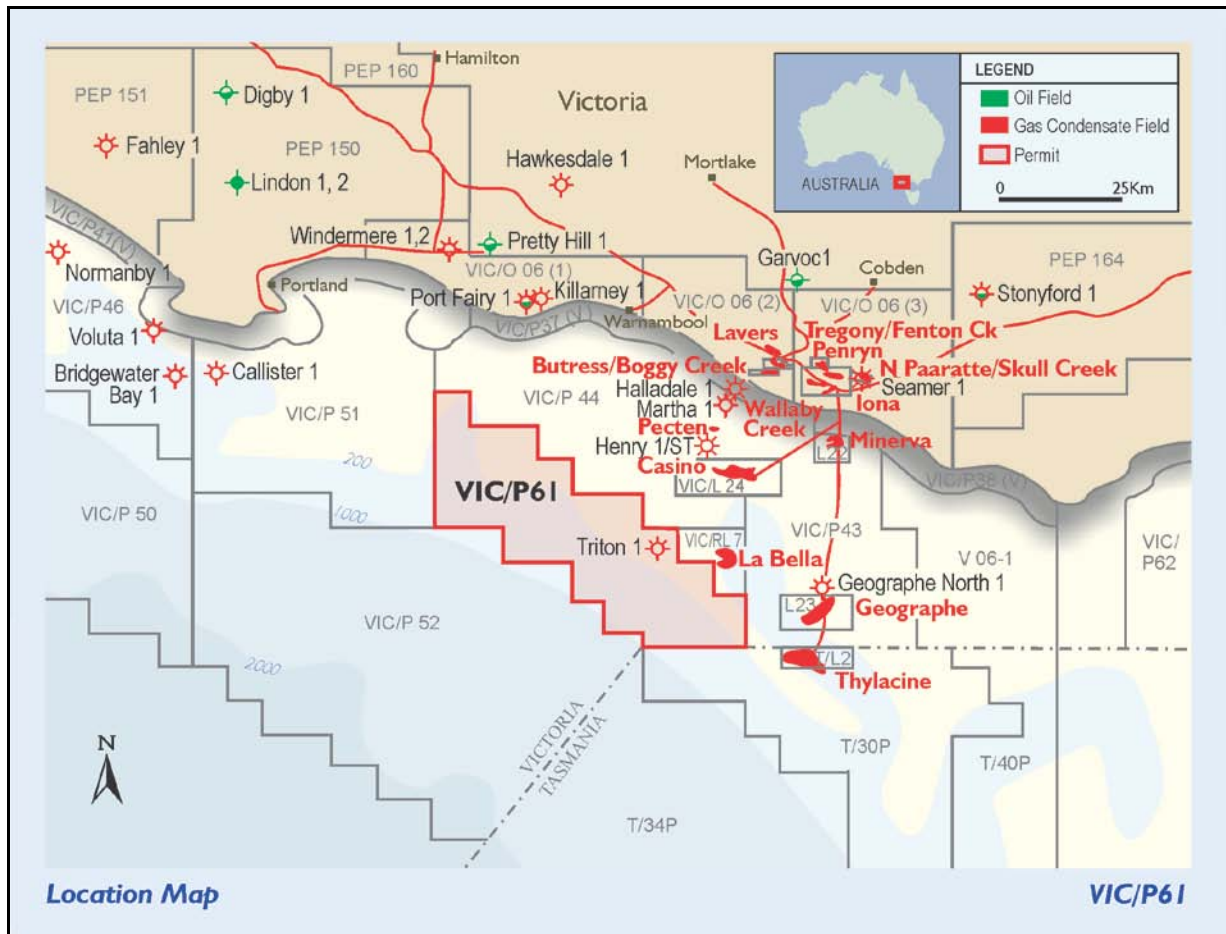 Hamilton
PEP 160
PEP 151
Digby 1
Victoria
AUSTRALIA
LEGEND
Oil Field
Gas Condensate Field
Permit
0 25Km
Fahley 1
PEP 150
Hawkesdale 1
Mortlake
Lindon 1, 2
VIC/P41(V)
Windermere 1,2
Pretty Hill 1
Garvoc1
Cobden
PEP 164
Normanby 1
VIC/O 06 (1)
Portland
Port Fairy 1
Killarney 1
VIC/O 06 (2)
VIC/O 06 (3)
Stonyford 1
VIC/P46
Warnambool
VIC/P37 (V)
Voluta 1
Lavers
Tregony/Fenton Ck
Penryn
Bridgewater
Bay 1
Callister 1
Butress/Boggy Creek
N Paaratte/Skull Creek
Halladale 1
Seamer 1
Martha 1
Wallaby
Creek
Iona
VIC/P 51
VIC/P 44
Pecten
Henry 1/ST
Minerva
L22
Casino
200
VIC/L 24
VIC/P38 (V)
VIC/P61
VIC/P 50
1000
VIC/P43
Triton 1
VIC/RL 7
La Bella
V 06-1
VIC/
P62
Geographe North 1
L23
Geographe
VIC/P 52
2000
T/L2
Thylacine
VICTORIA
TASMANIA
N
T/30P
T/40P
T/34P
Location Map
VIC/P61